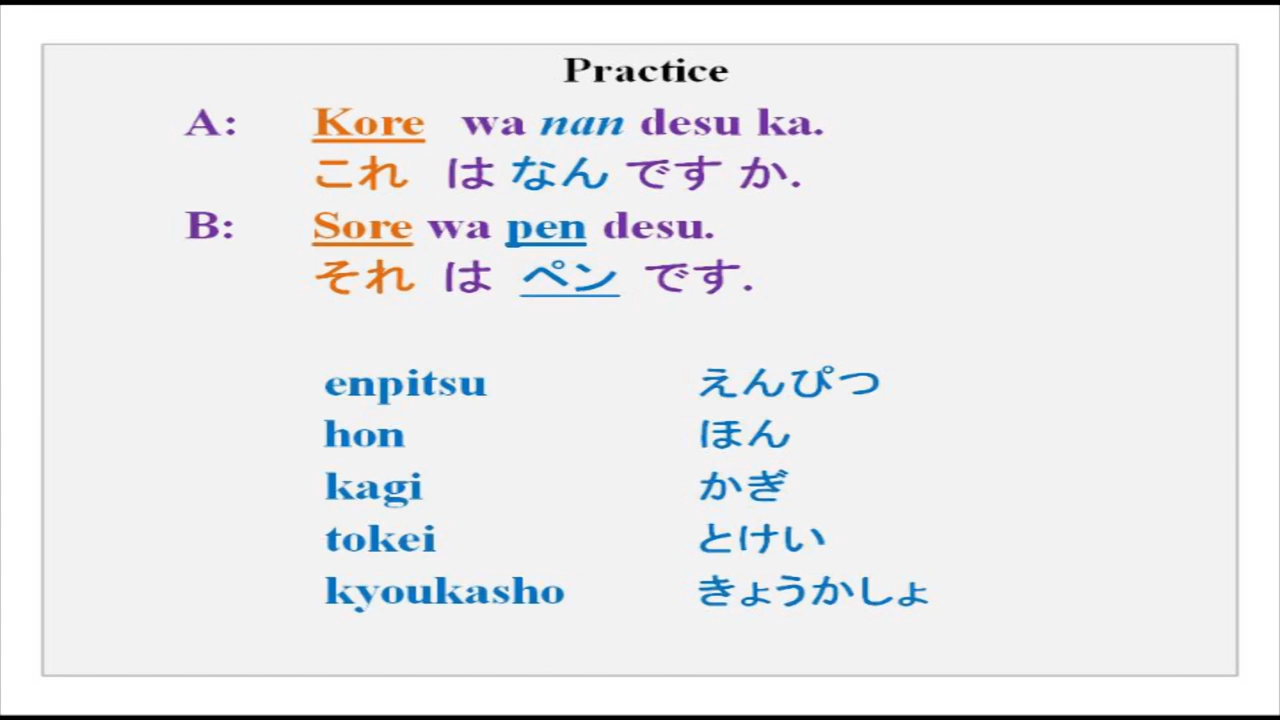 Practice
A: Kore wa nan desu ka.
これ は なん です か.
B: Sore wa pen desu.
それ は ペン です.
enpitsu えんぴつ
hon ほん
kagi かぎ
tokei とけい
kyoukasho きょうかしょ